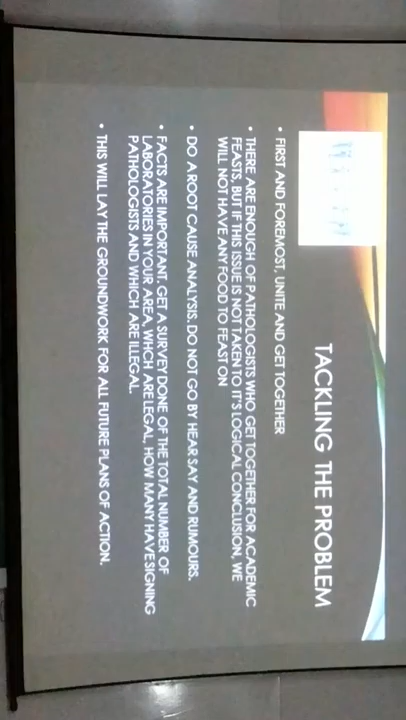 TACKLING THE PROBLEM
• FIRST AND FOREMOST, UNITE AND GET TOGETHER
• THERE ARE ENOUGH OF PATHOLOGISTS WHO GET TOGETHER FOR ACADEMIC
FEASTS, BUT IF THIS ISSUE IS NOT TAKEN TO IT'S LOGICAL CONCLUSION, WE
WILL NOT HAVE ANY FOOD TO FEAST ON
• DO A ROOT CAUSE ANALYSIS. DO NOT GO BY HEAR SAY AND RUMOURS.
• FACTS ARE IMPORTANT. GET A SURVEY DONE OF THE TOTAL NUMBER OF
LABORATORIES IN YOUR AREA, WHICH ARE LEGAL, HOW MANY HAVE SIGNING
PATHOLOGISTS AND WHICH ARE ILLEGAL.
• THIS WILL LAY THE GROUNDWORK FOR ALL FUTURE PLANS OF ACTION.